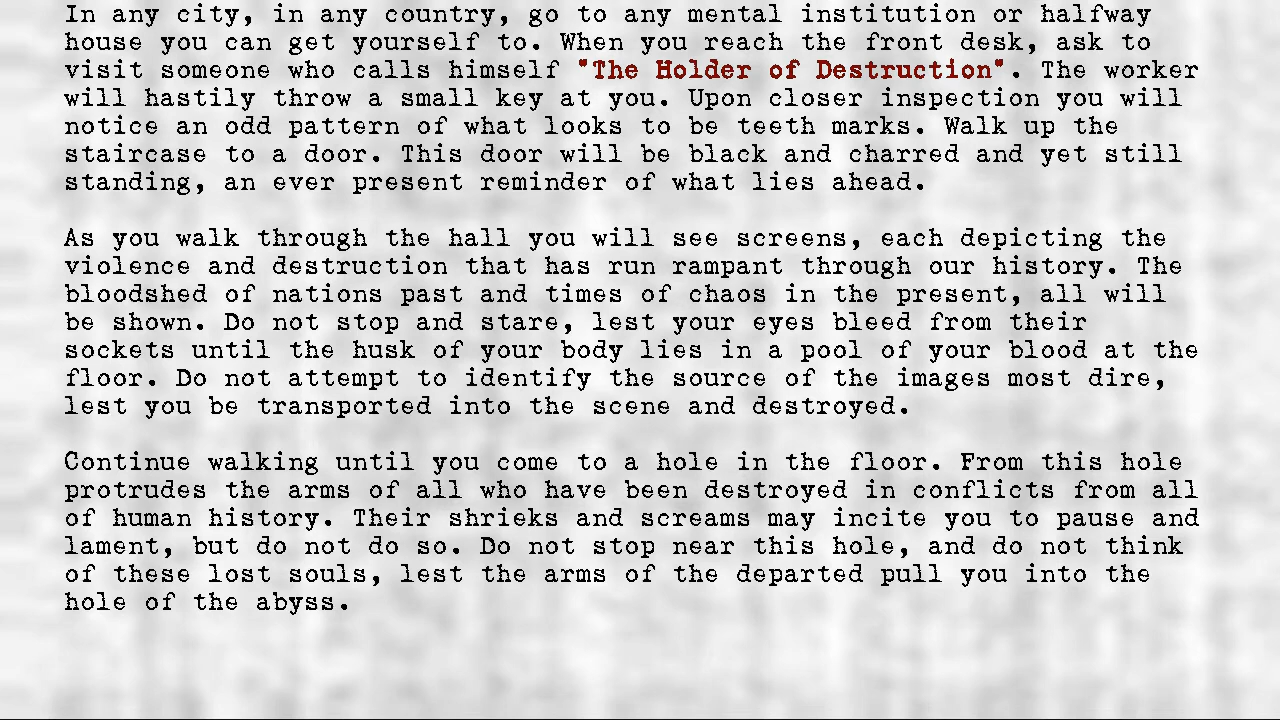 In any city, in any country, go to any mental institution or halfway
house you can get yourself to. When you reach the front desk, ask to
visit someone who calls himself "The Holder of Destruction". The worker
will hastily throw a small key at you. Upon closer inspection you will
notice an odd pattern of what looks to be teeth marks. Walk up the
staircase to a door. This door will be black and charred and yet still
standing, an ever present reminder of what lies ahead.
As you walk through the hall you will see screens, each depicting the
violence and destruction that has run rampant through our history. The
bloodshed of nations past and times of chaos in the present, all will
be shown. Do not stop and stare, lest your eyes bleed from their
sockets until the husk of your body lies in a pool of your blood at the
floor. Do not attempt to identify the source of the images most dire,
lest you be transported into the scene and destroyed.
Continue walking until you come to a hole in the floor. From this hole
protrudes the arms of all who have been destroyed in conflicts from all
of human history. Their shrieks and screams may incite you to pause and
lament, but do not do so. Do not stop near this hole, and do not think
of these lost souls, lest the arms of the departed pull you into the
hole of the abyss.